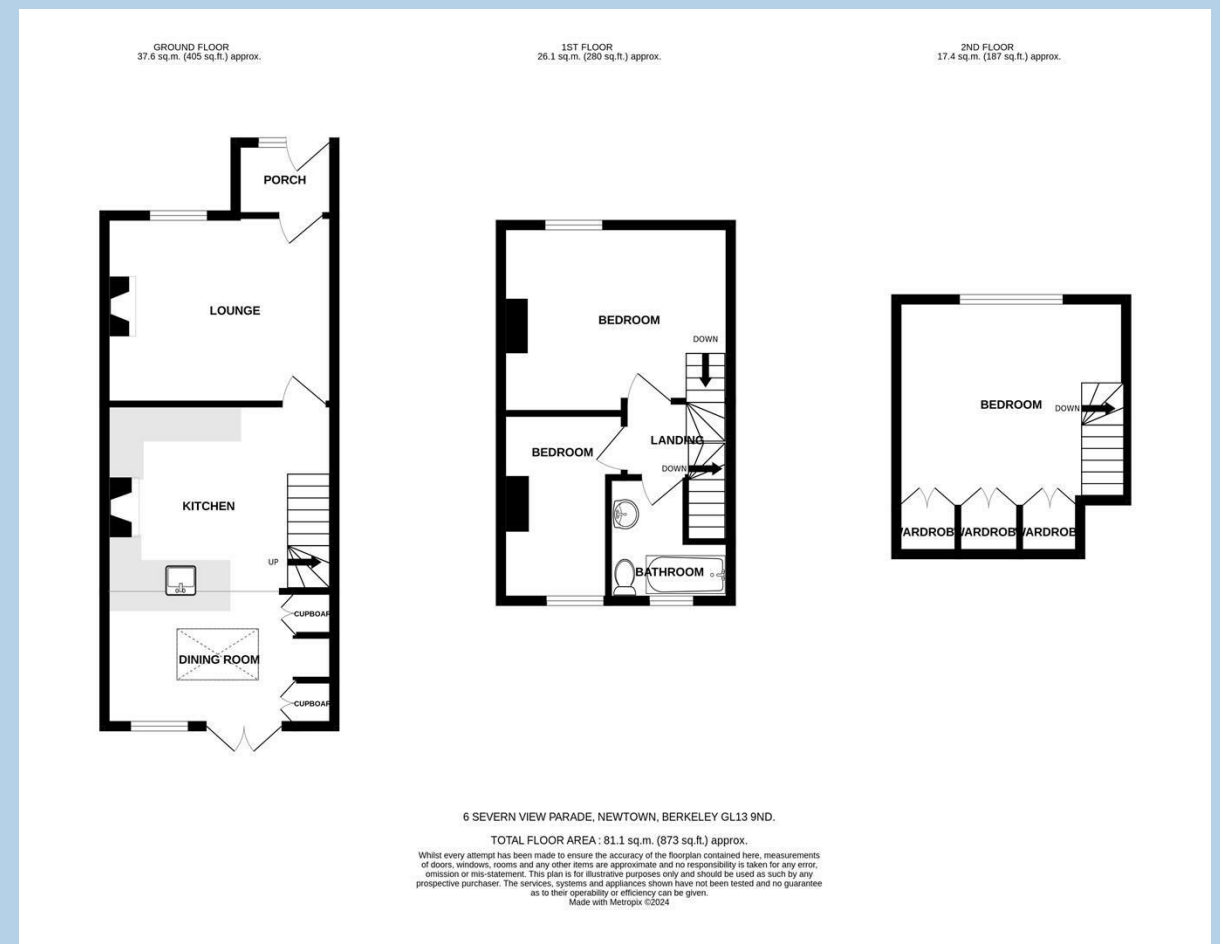 GROUND FLOOR
37.6 sq.m. (405 sq.ft.) approx.
1ST FLOOR
26.1 sq.m. (280 sq.ft.) approx.
2ND FLOOR
17.4 sq.m. (187 sq.ft.) approx.
PORCH
LOUNGE
KITCHEN
UP
CUPBOAR
DINING ROOM
CUPBOAR
BEDROOM
DOWN
LANDING
BEDROOM
DOWN
BATHROOM
BEDROOM
DOWN
WARDROB WARDROB WARDROB
6 SEVERN VIEW PARADE, NEWTOWN, BERKELEY GL13 9ND.
TOTAL FLOOR AREA : 81.1 sq.m. (873 sq.ft.) approx.
Whilst every attempt has been made to ensure the accuracy of the floorplan contained here, measurements
of doors, windows, rooms and any other items are approximate and no responsibility is taken for any error,
omission or mis-statement. This plan is for illustrative purposes only and should be used as such by any
prospective purchaser. The services, systems and appliances shown have not been tested and no guarantee
as to their operability or efficiency can be given.
Made with Metropix ©2024